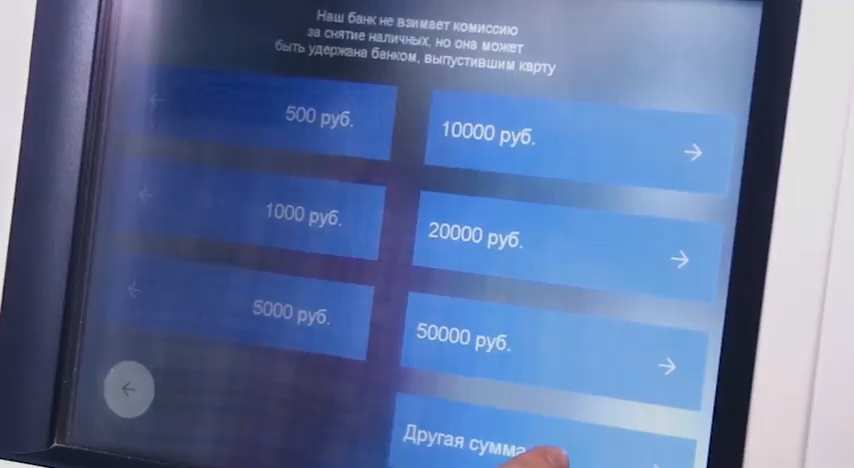 Наш банк не взимает комиссию
за снятие наличных, но она может
быть удержана банком, выпустившим карту
500 руб.
10000 руб.
1000 руб.
20000 руб.
5000 руб.
50000 руб.
Другая сумма